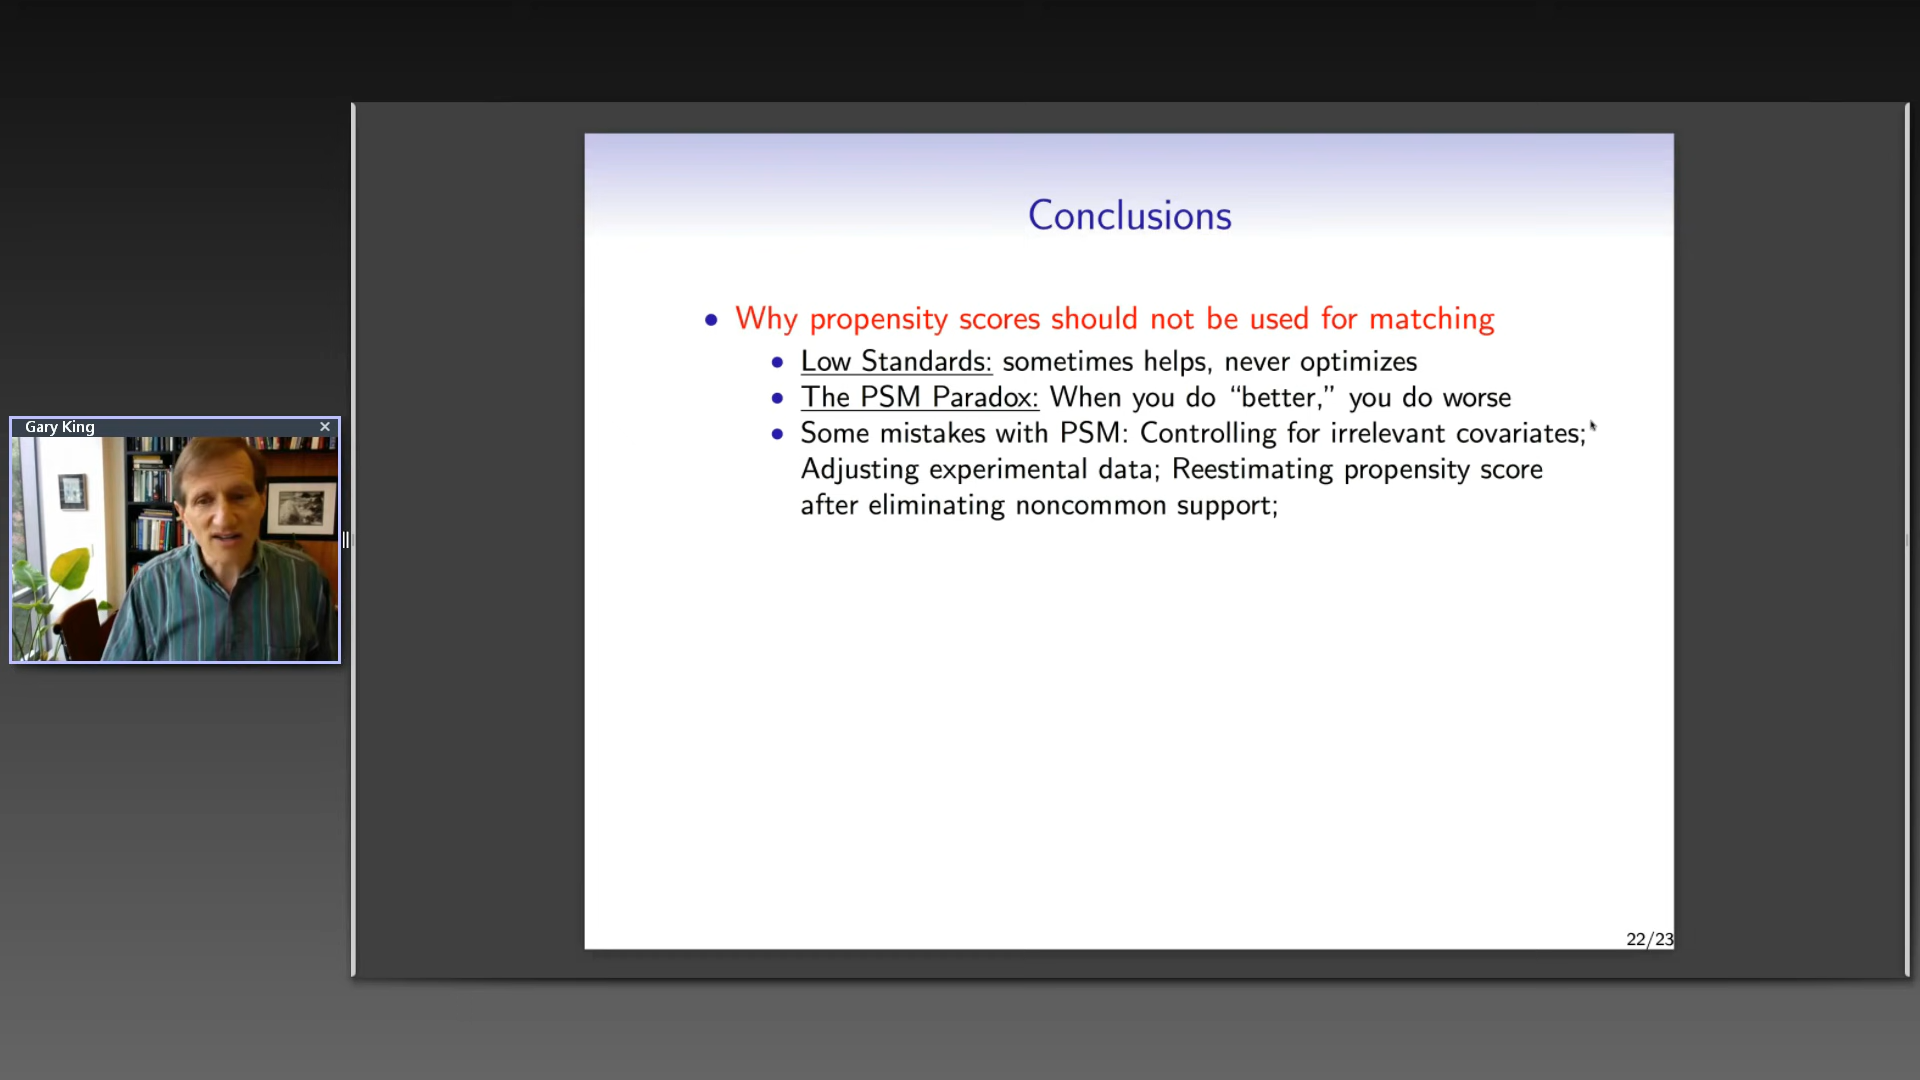 Gary King
Conclusions
Why propensity scores should not be used for matching
Low Standards: sometimes helps, never optimizes
The PSM Paradox: When you do “better,” you do worse
Some mistakes with PSM: Controlling for irrelevant covariates;
Adjusting experimental data; Reestimating propensity score
after eliminating noncommon support;
22/23